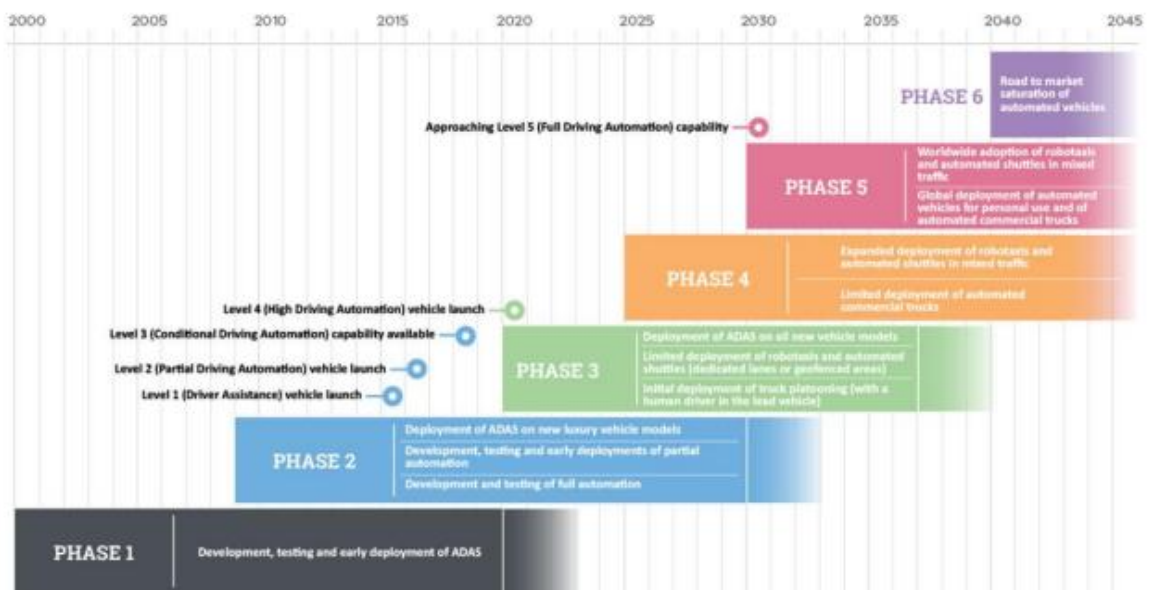 2000 2005 2010 2015 2020 2025 2030 2035 2040 2045
PHASE 6
Road to market
saturation of
automated vehicles
Approaching Level 5 (Full Driving Automation) capability
PHASE 5
Worldwide adoption of robotaxis
and automated shuttles in mixed
traffic
Global deployment of automated
vehicles for personal use and of
automated commercial trucks
PHASE 4
Expanded deployment of robotaxis and
automated shuttles in mixed traffic
Limited deployment of automated
commercial trucks
Level 4 (High Driving Automation) vehicle launch
Level 3 (Conditional Driving Automation) capability available
Level 2 (Partial Driving Automation) vehicle launch
Level 1 (Driver Assistance) vehicle launch
PHASE 3
Deployment of ADAS on all new vehicle models
Limited deployment of robotaxis and automated
shuttles (dedicated lanes or geofenced areas)
Initial deployment of truck platooning (with a
human driver in the lead vehicle)
PHASE 2
Deployment of ADAS on new luxury vehicle models
Development, testing and early deployments of partial
automation
Development and testing of full automation
PHASE 1
Development, testing and early deployment of ADAS